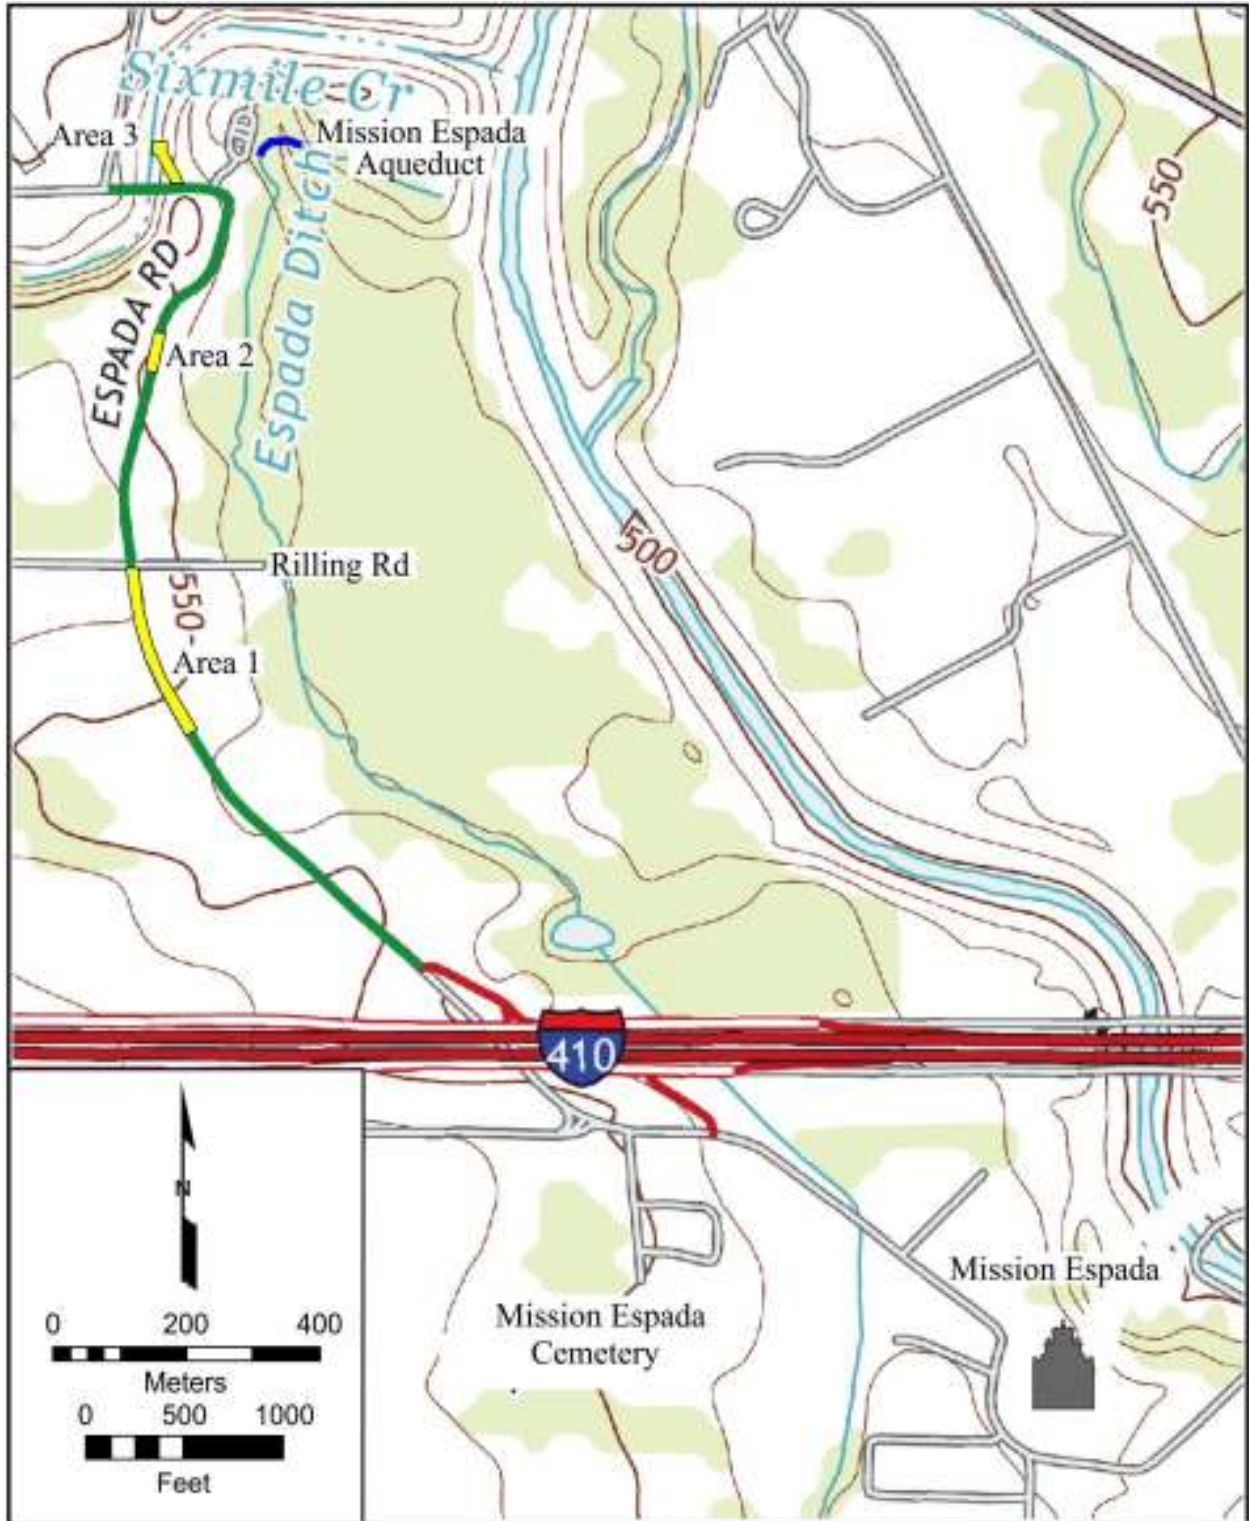 Sixmile Cr
Area 3
Mission Espada
Aqueduct
550
ESPADA RD
Espada Ditch
Area 2
500
Rilling Rd
550
Area 1
410
N
Mission Espada
Mission Espada
Cemetery
0 200 400
Meters
0 500 1000
Feet